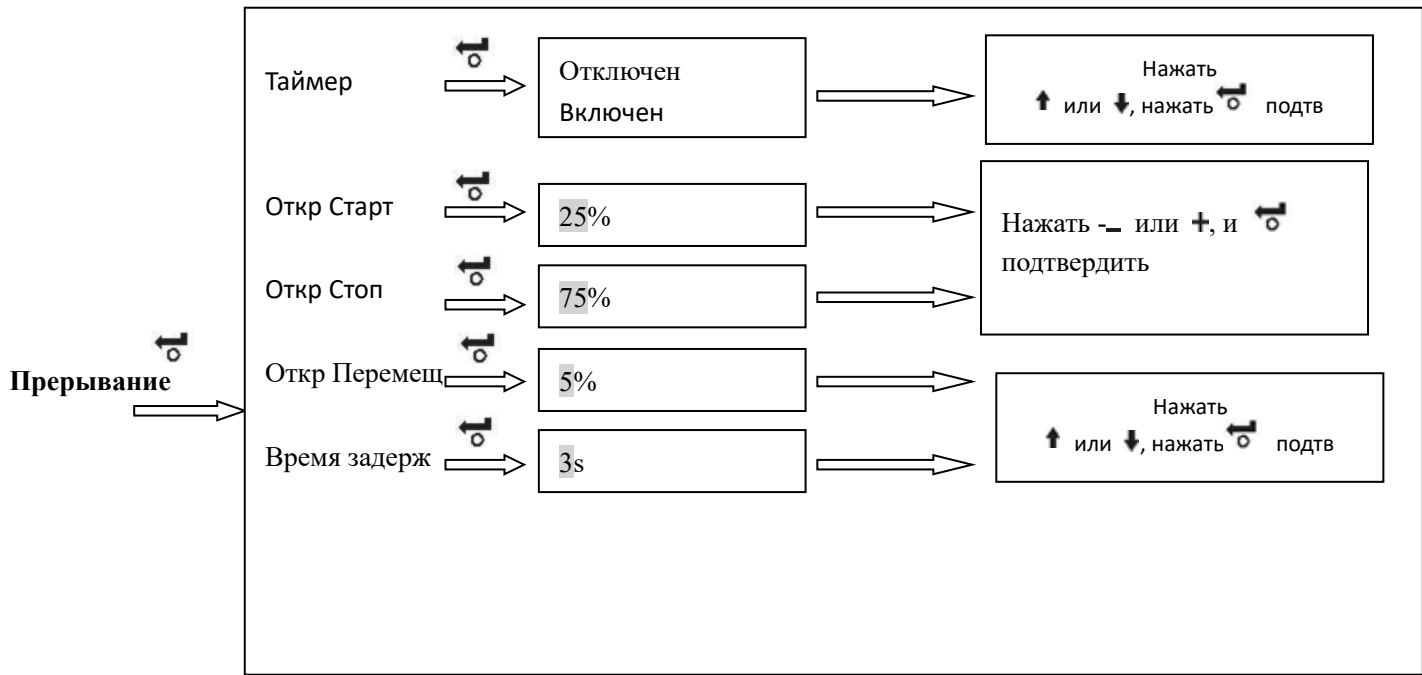 Таймер
Отключен
Включен
Нажать
или , нажать подтв
Откр Старт
25%
Нажать -– или +, и
подтвердить
Откр Стоп
75%
Прерывание
Откр Перемещ
5%
Нажать
или , нажать подтв
Время задерж
3s